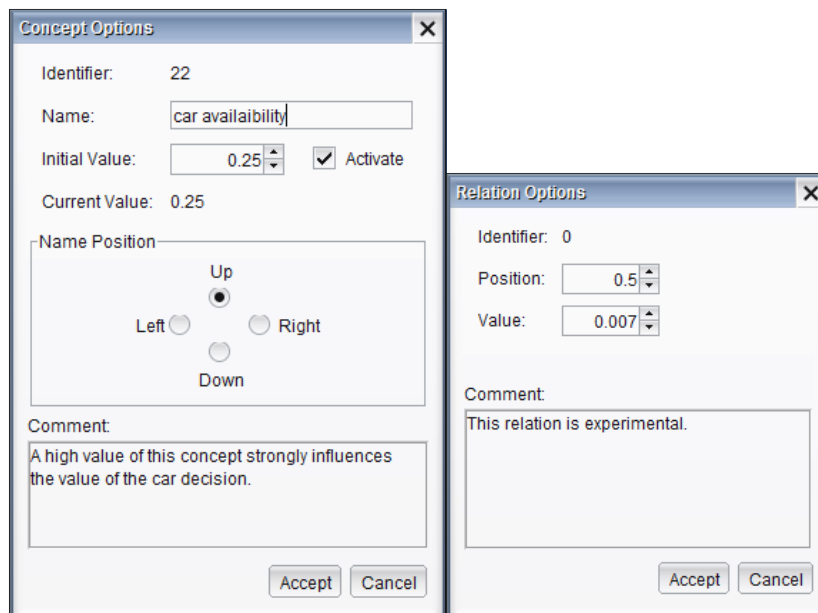 Concept Options
Identifier: 22
Name: car availaibility
Initial Value: 0.25 Activate
Current Value: 0.25
Name Position
Up
Left Right
Down
Comment:
A high value of this concept strongly influences
the value of the car decision.
Accept Cancel
Relation Options
Identifier: 0
Position: 0.5
Value: 0.007
Comment:
This relation is experimental.
Accept Cancel